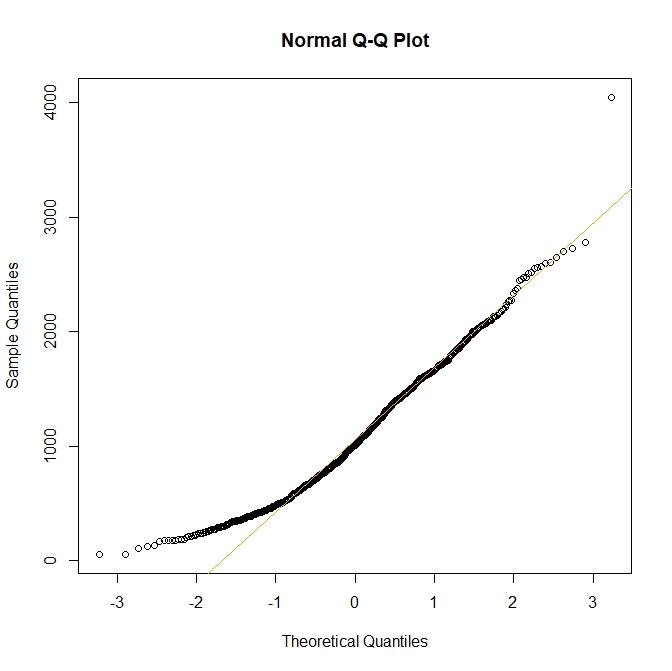 Normal Q-Q Plot
4000
3000
2000
1000
0
Sample Quantiles
-3 -2 -1 0 1 2 3
Theoretical Quantiles